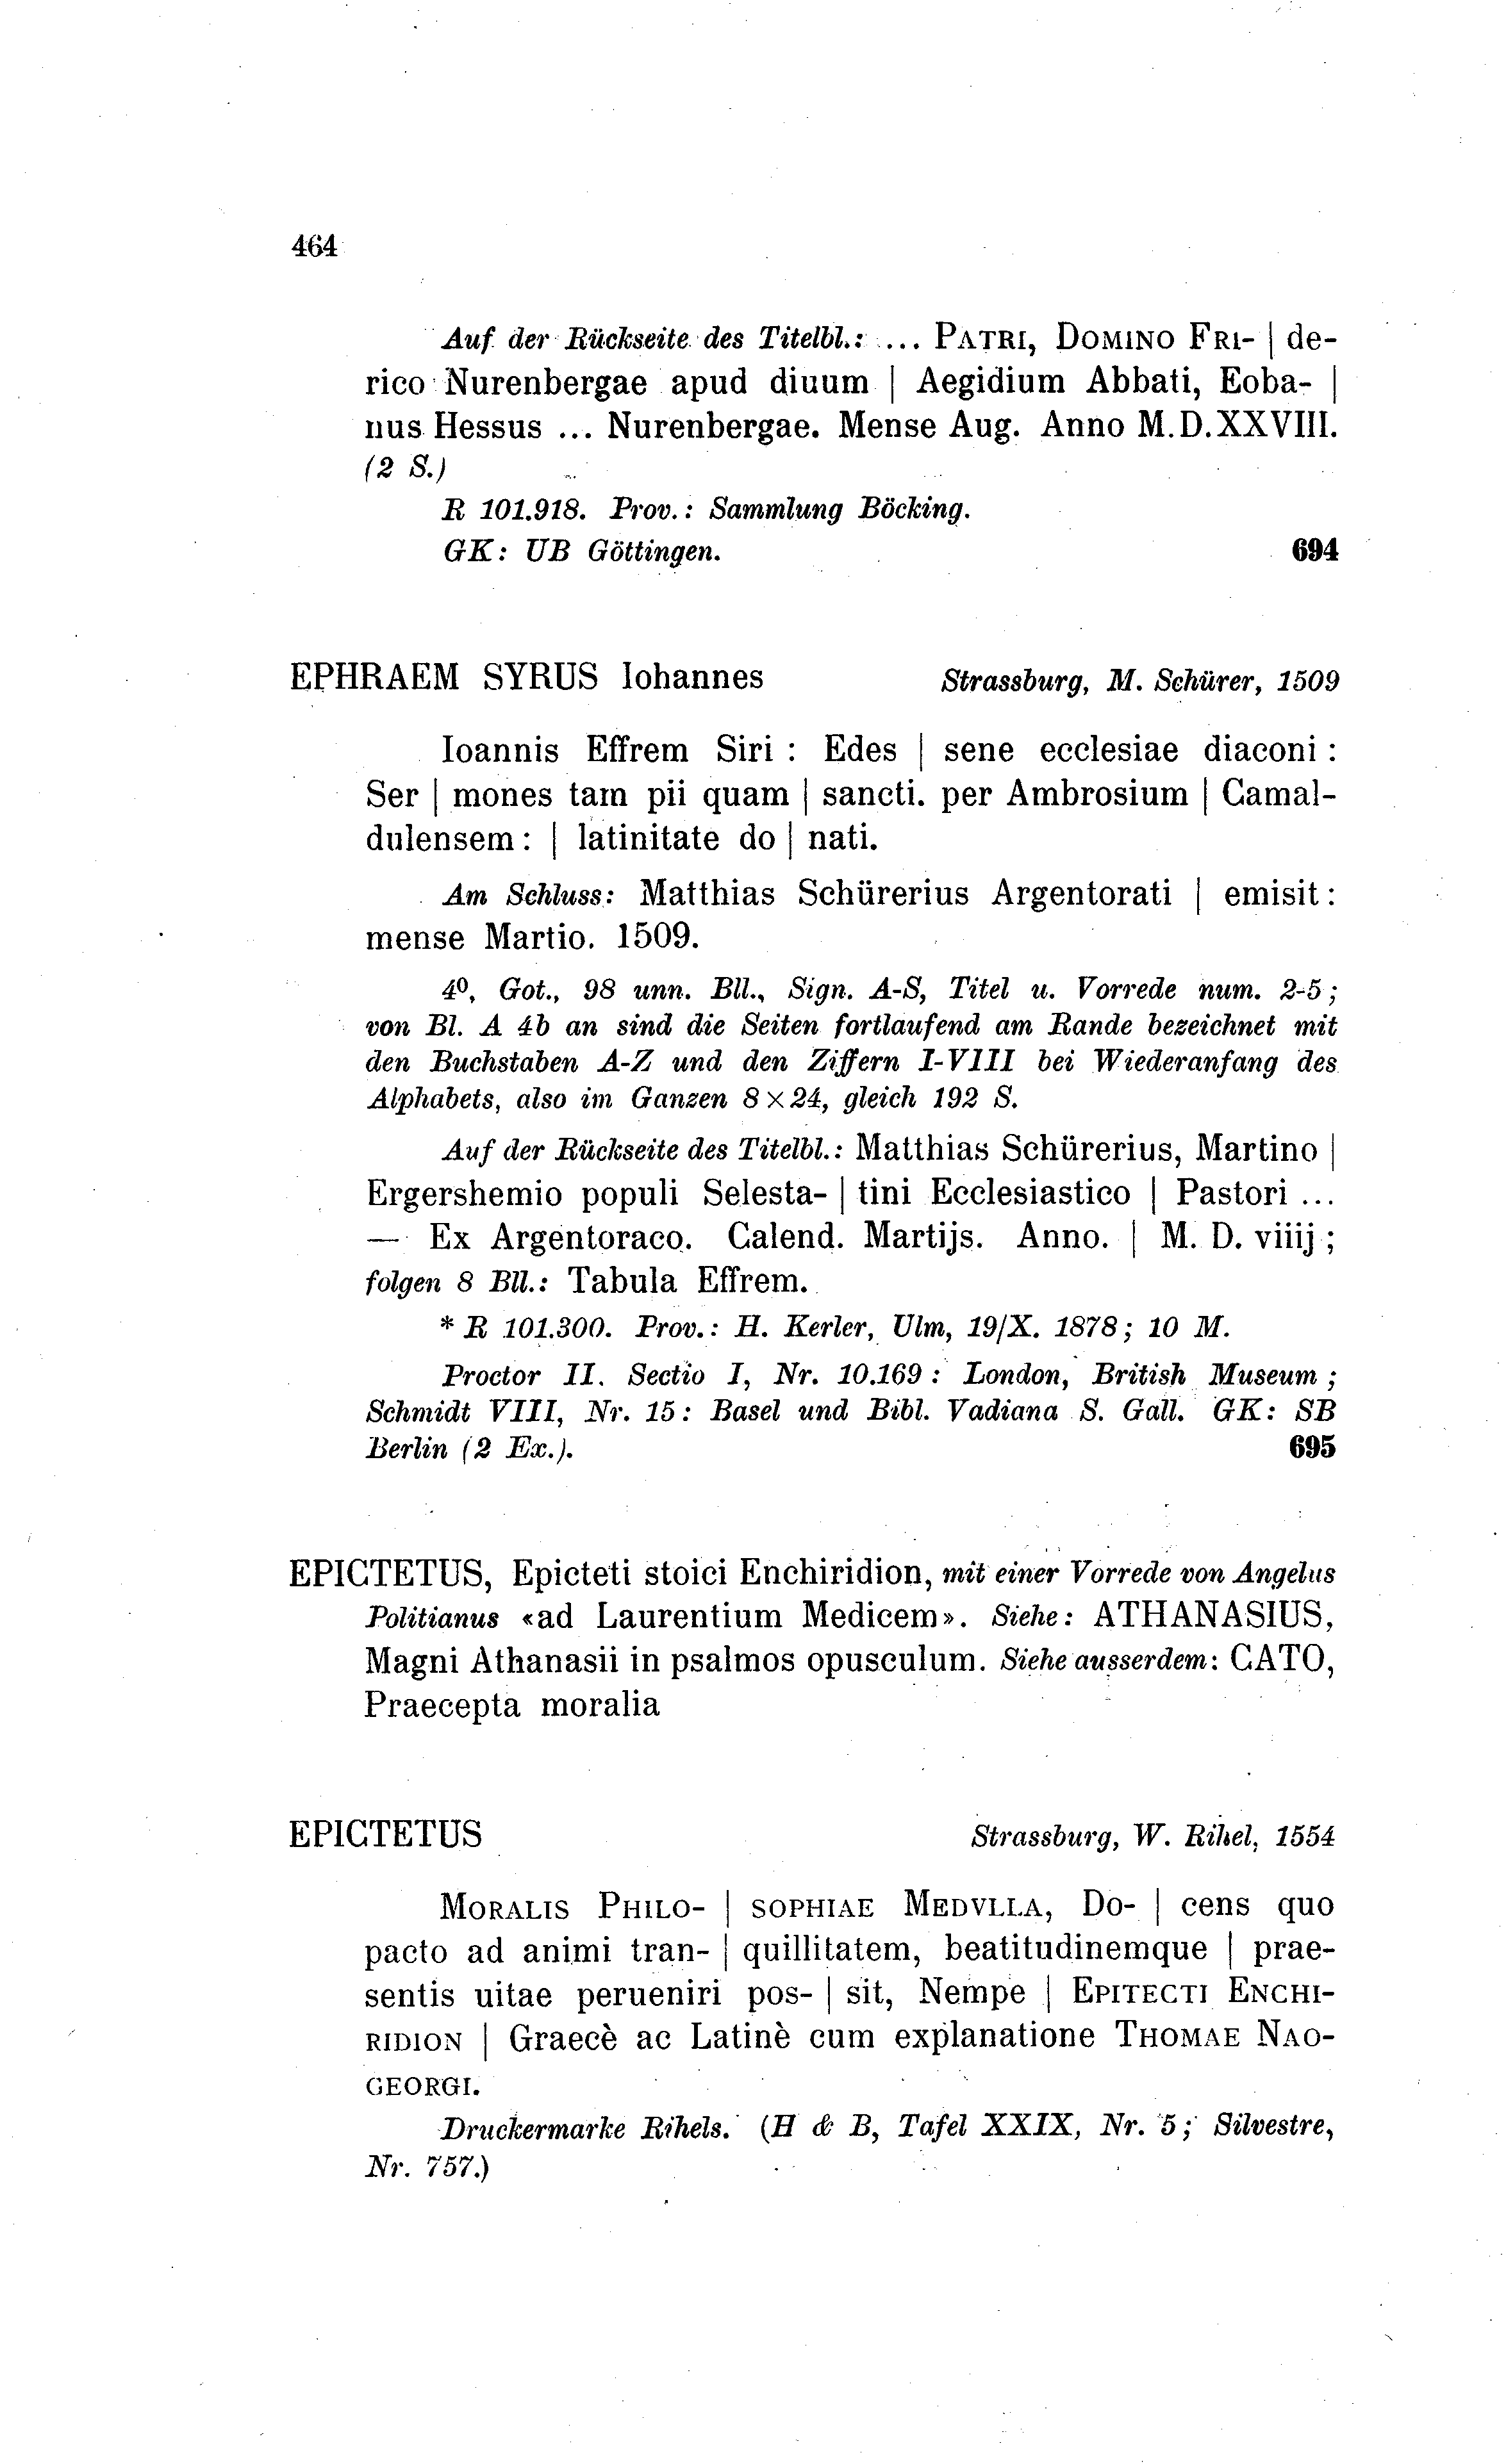 464
Auf der Rückseite des Titelbl.: ... PATRI, DOMINO FRI- | de-
rico Nurenbergae apud diuum | Aegidium Abbati, Eoba- |
nus Hessus ... Nurenbergae. Mense Aug. Anno M.D.XXVIII.
(2 S.)
R 101.918. Prov.: Sammlung Böcking.
GK: UB Göttingen. 694
EPHRAEM SYRUS Iohannes Strassburg, M. Schürer, 1509
Ioannis Effrem Siri : Edes | sene ecclesiae diaconi :
Ser | mones tam pii quam | sancti. per Ambrosium | Camal-
dulensem : | latinitate do | nati.
Am Schluss: Matthias Schürerius Argentorati | emisit :
mense Martio. 1509.
4⁰, Got., 98 unn. Bll., Sign. A-S, Titel u. Vorrede num. 2-5 ;
von Bl. A 4b an sind die Seiten fortlaufend am Rande bezeichnet mit
den Buchstaben A-Z und den Ziffern I-VIII bei Wiederanfang des
Alphabets, also im Ganzen 8 × 24, gleich 192 S.
Auf der Rückseite des Titelbl.: Matthias Schürerius, Martino |
Ergershemio populi Selesta- | tini Ecclesiastico | Pastori ...
— Ex Argentoraco. Calend. Martijs. Anno. | M. D. viiij ;
folgen 8 Bll.: Tabula Effrem.
* R 101.300. Prov.: H. Kerler, Ulm, 19/X. 1878 ; 10 M.
Proctor II. Sectio I, Nr. 10.169 : London, British Museum ;
Schmidt VIII, Nr. 15 : Basel und Bibl. Vadiana S. Gall. GK: SB
Berlin (2 Ex.). 695
EPICTETUS, Epicteti stoici Enchiridion, mit einer Vorrede von Angelus
Politianus «ad Laurentium Medicem». Siehe: ATHANASIUS,
Magni Athanasii in psalmos opusculum. Siehe ausserdem: CATO,
Praecepta moralia
EPICTETUS Strassburg, W. Rihel, 1554
MORALIS PHILO- | SOPHIAE MEDVLLA, Do- | cens quo
pacto ad animi tran- | quillitatem, beatitudinemque | prae-
sentis uitae perueniri pos- | sit, Nempe | EPITECTI ENCHI-
RIDION | Graecè ac Latinè cum explanatione THOMAE NAO-
GEORGI.
Druckermarke Rihels. (H & B, Tafel XXIX, Nr. 5 ; Silvestre,
Nr. 757.)